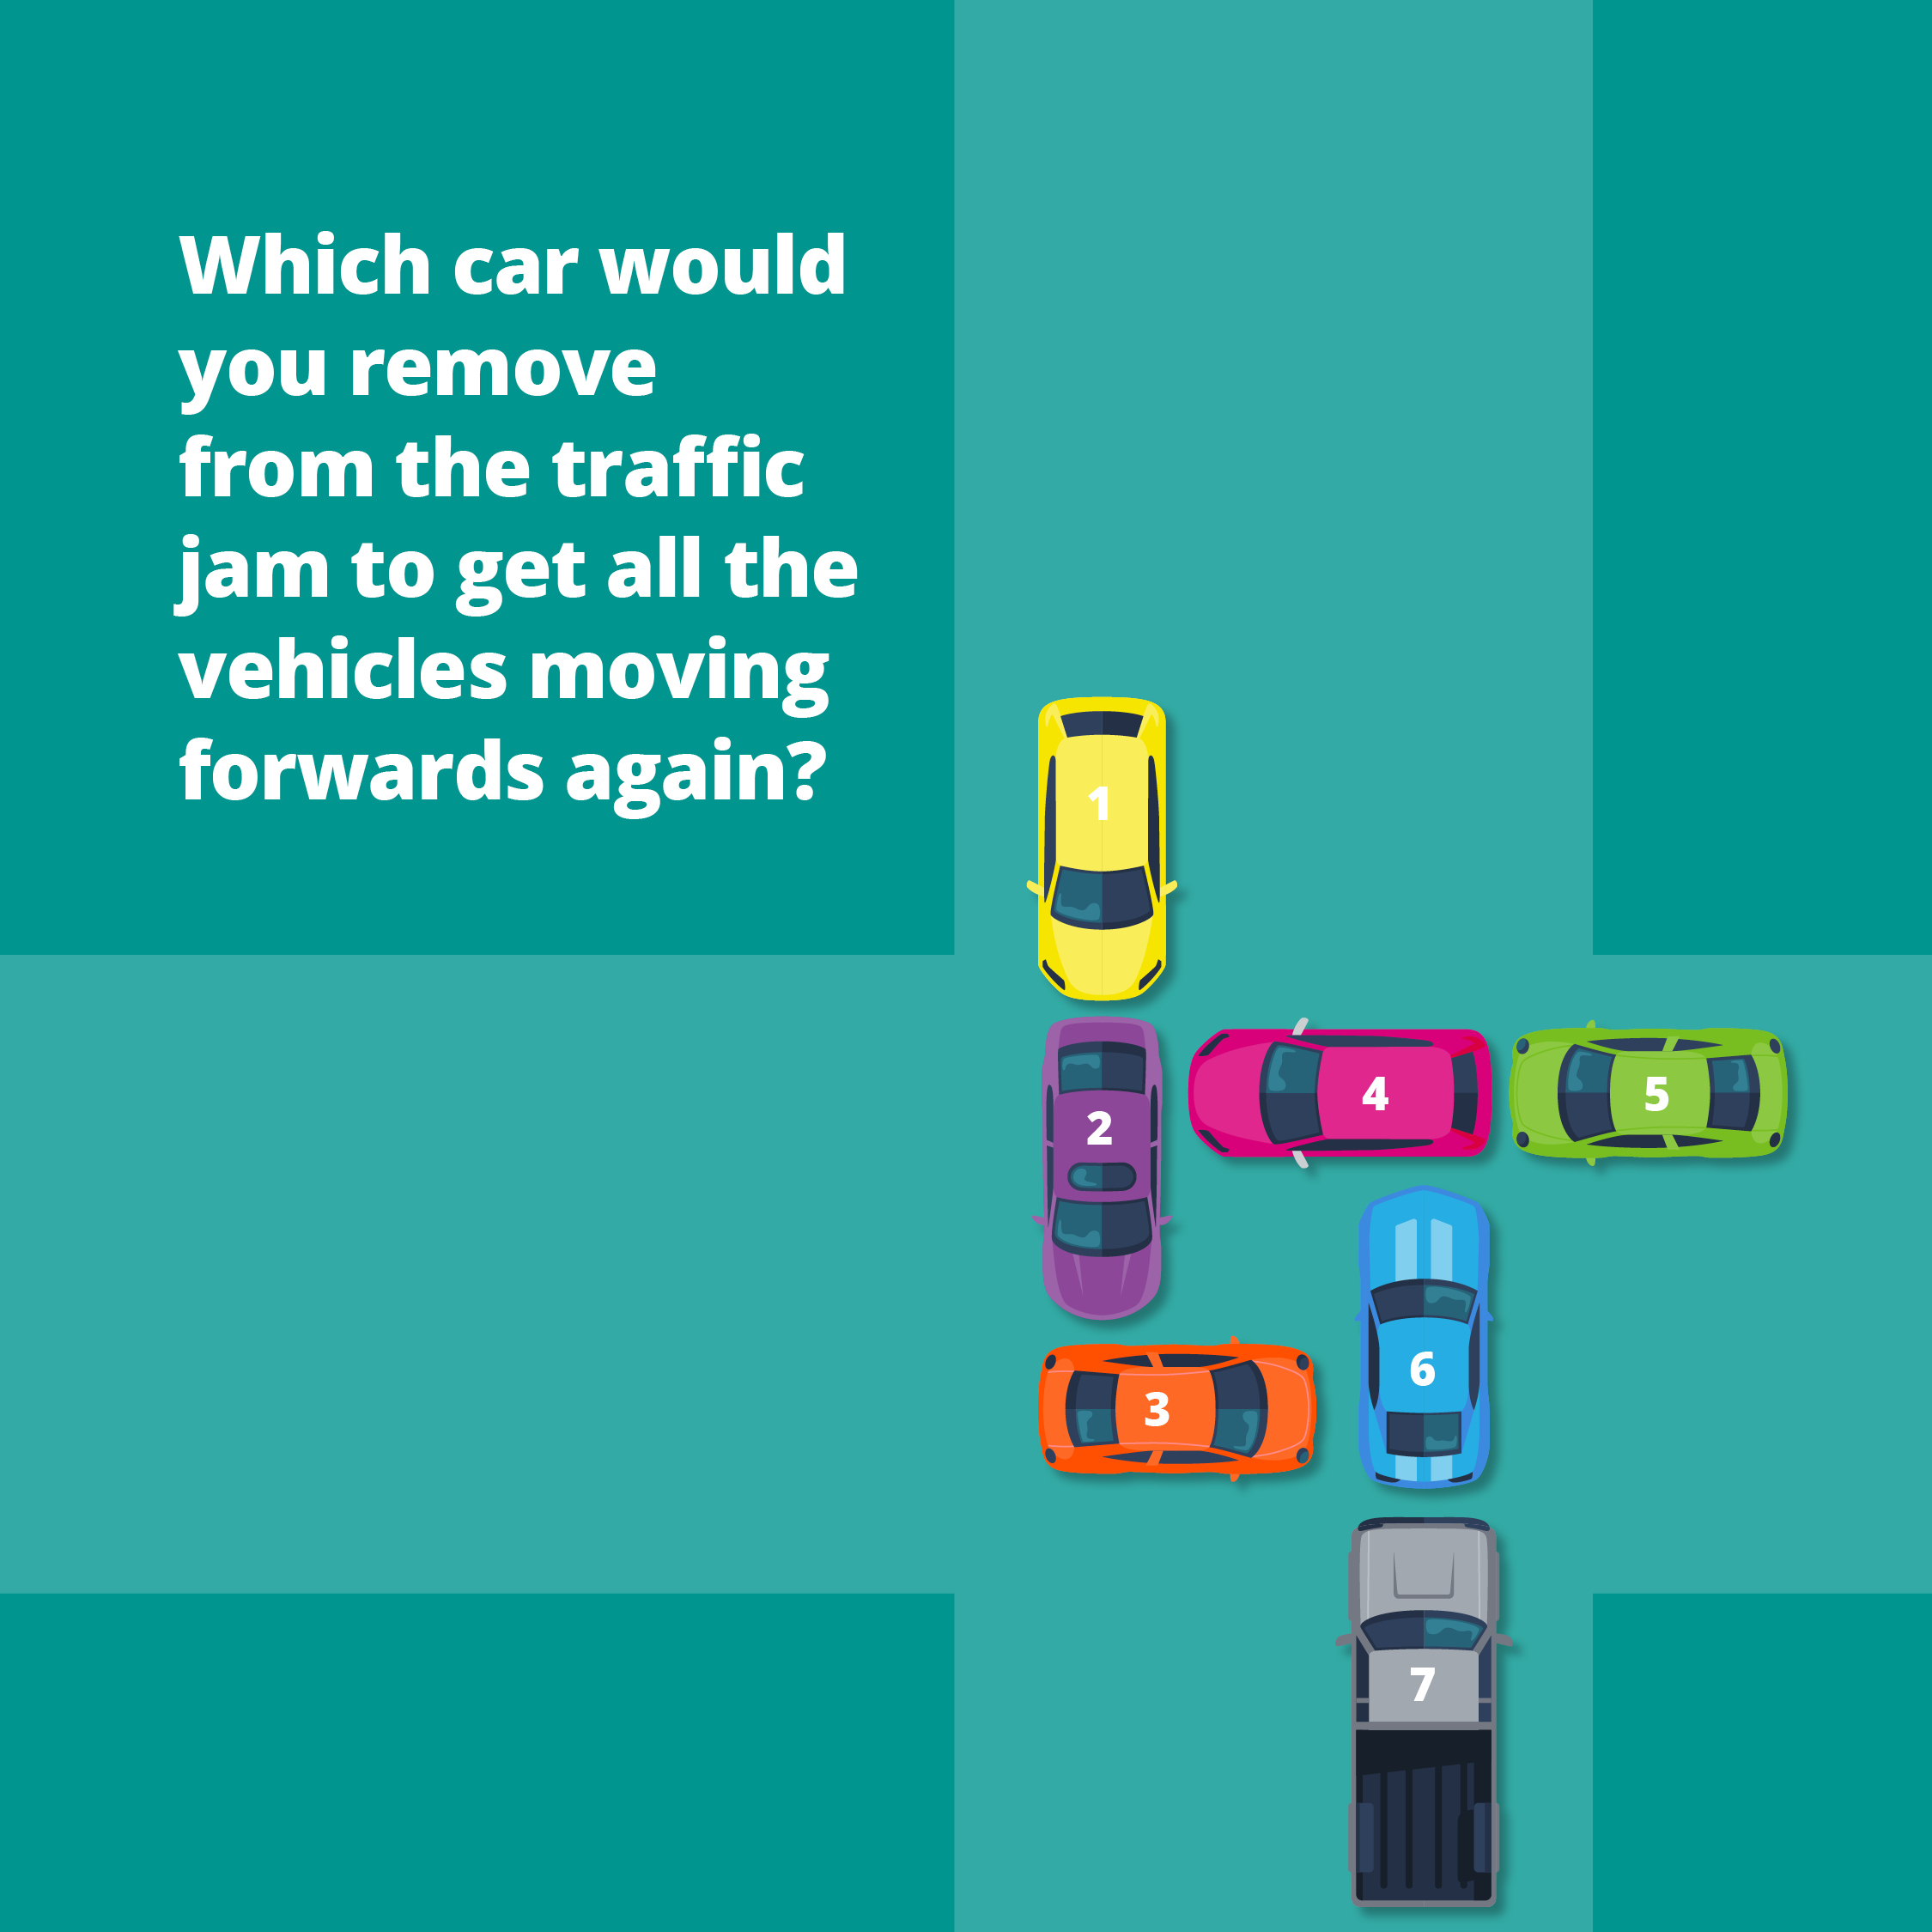 Which car would
you remove
from the traffic
jam to get all the
vehicles moving
forwards again?
1
2
4
5
6
3
7